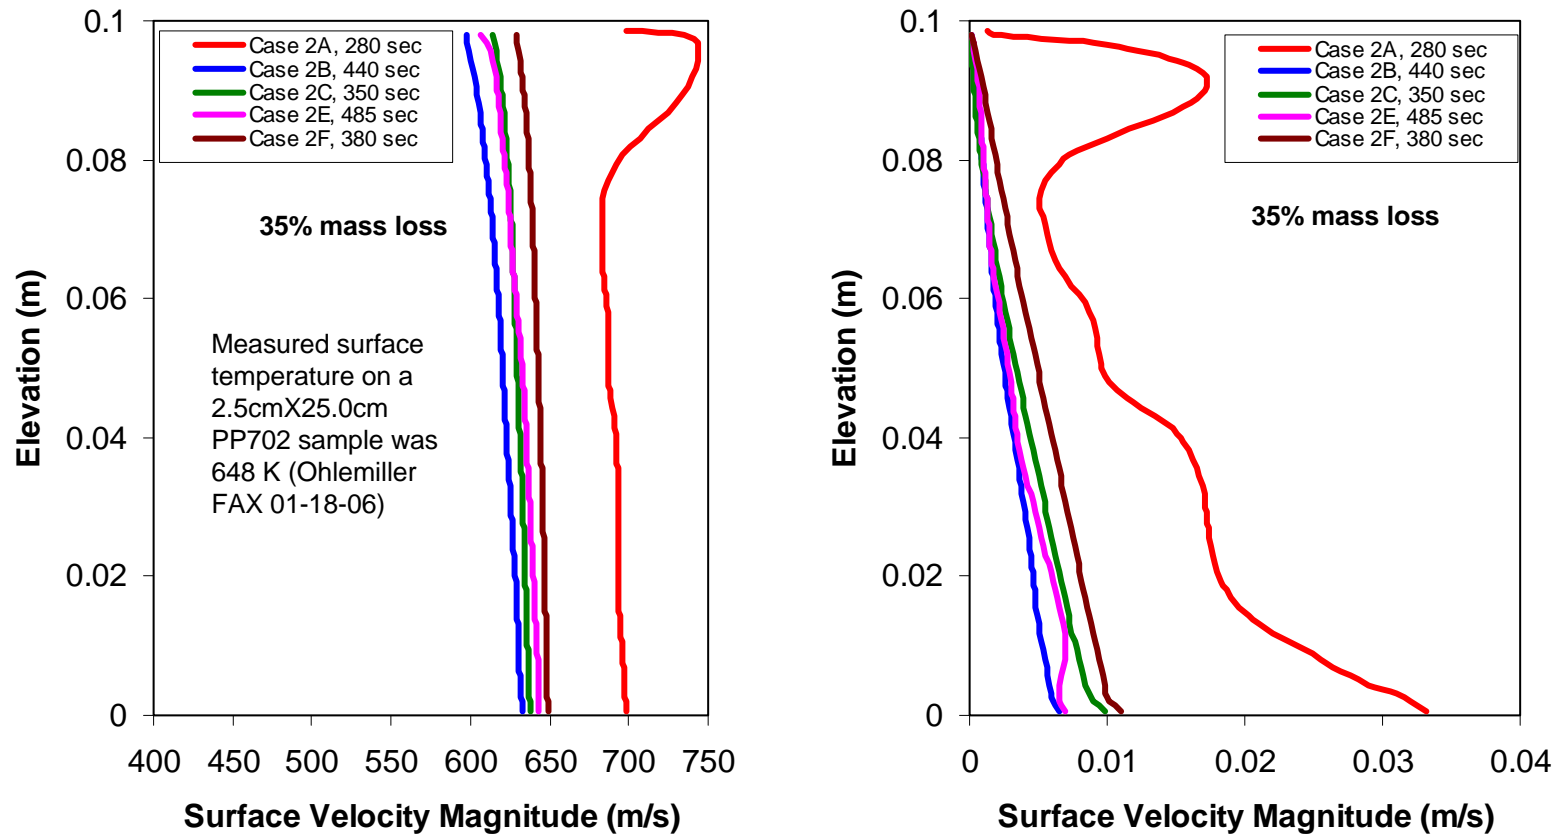 0.1
0.08
0.06
0.04
0.02
0
Elevation (m)
Case 2A, 280 sec
Case 2B, 440 sec
Case 2C, 350 sec
Case 2E, 485 sec
Case 2F, 380 sec
35% mass loss
Measured surface
temperature on a
2.5cmX25.0cm
PP702 sample was
648 K (Ohlemiller
FAX 01-18-06)
400 450 500 550 600 650 700 750
Surface Velocity Magnitude (m/s)
0.1
0.08
0.06
0.04
0.02
0
Elevation (m)
Case 2A, 280 sec
Case 2B, 440 sec
Case 2C, 350 sec
Case 2E, 485 sec
Case 2F, 380 sec
35% mass loss
0 0.01 0.02 0.03 0.04
Surface Velocity Magnitude (m/s)